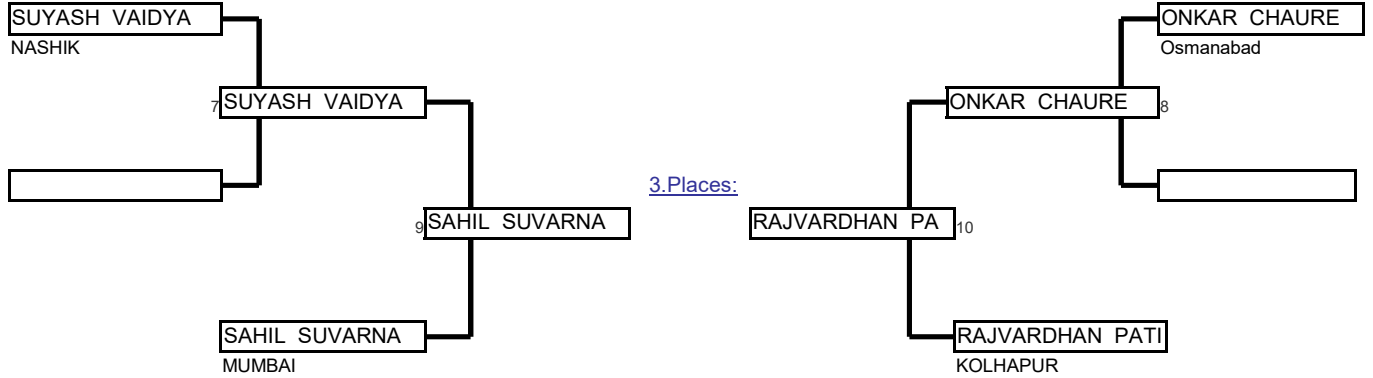 SUYASH VAIDYA
NASHIK
ONKAR CHAURE
Osmanabad
7 SUYASH VAIDYA
ONKAR CHAURE 8
3.Places:
9 SAHIL SUVARNA
RAJVARDHAN PA 10
SAHIL SUVARNA
MUMBAI
RAJVARDHAN PATI
KOLHAPUR